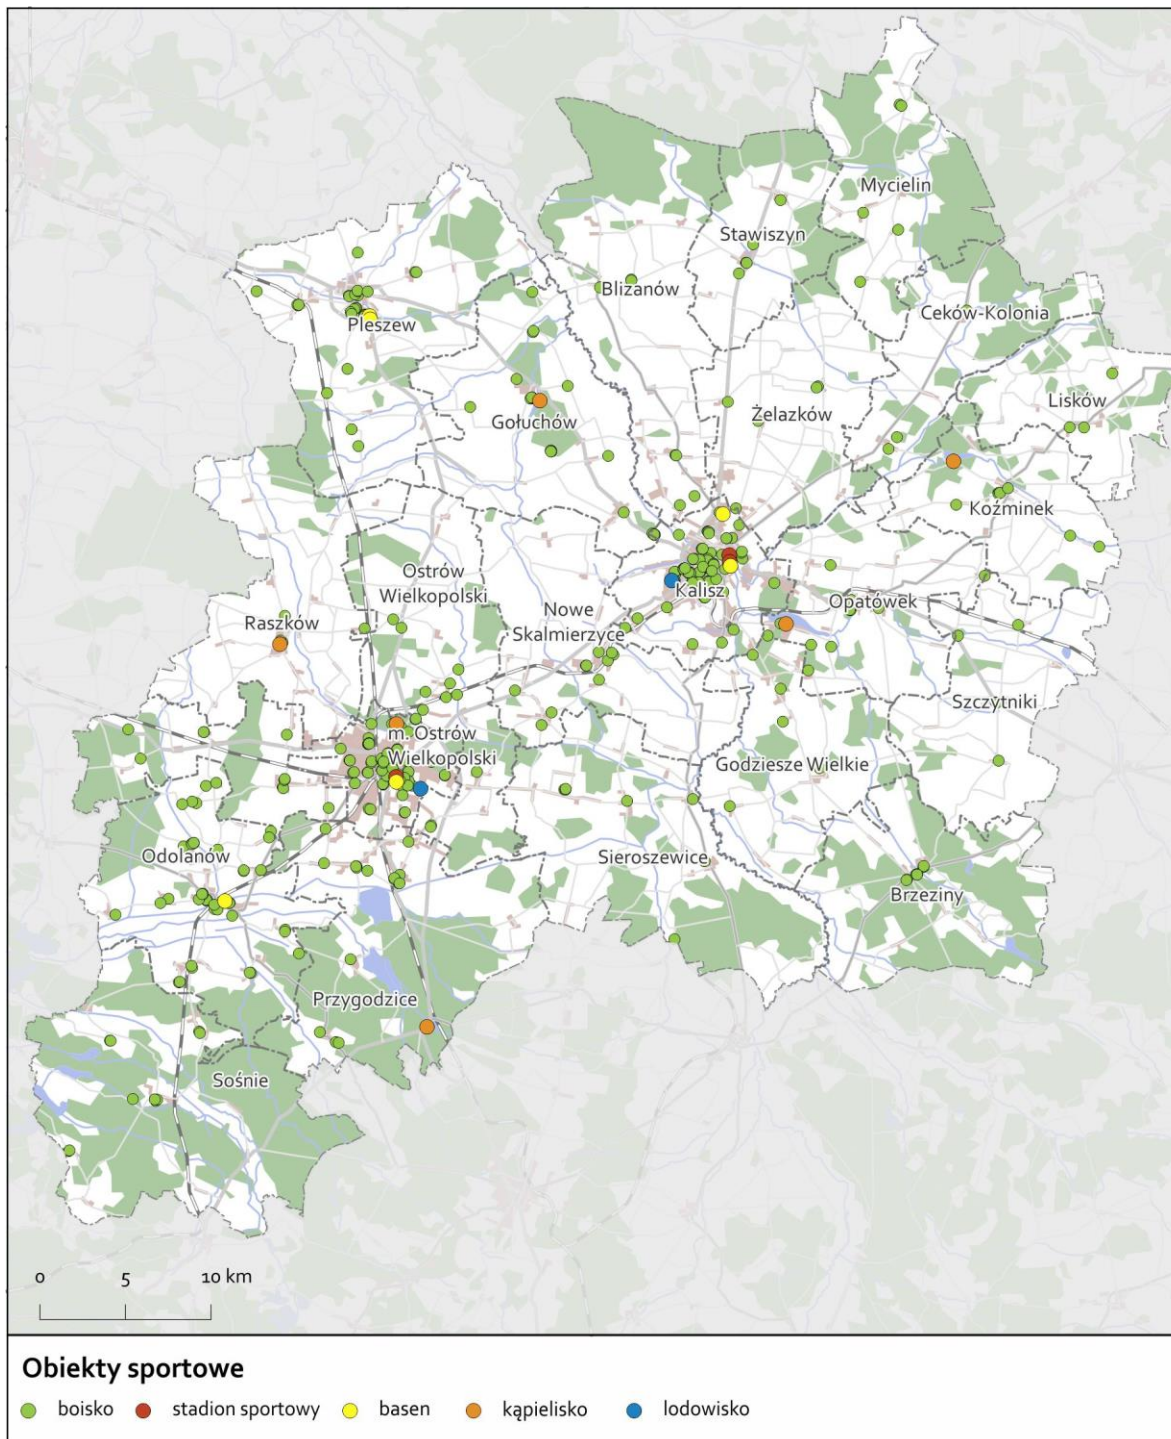 Mycielin
Stawiszyn
Blizanów
Ceków-Kolonia
Pleszew
Lisków
Żelazków
Gołuchów
Koźminek
Ostrów
Wielkopolski
Kalisz
Opatówek
Nowe
Skalmierzyce
Raszków
Szczytniki
m. Ostrów
Wielkopolski
Godziesze Wielkie
Odolanów
Sieroszewice
Brzeziny
Przygodzice
Sośnie
0 5 10 km
Obiekty sportowe
boisko stadion sportowy basen kąpielisko lodowisko